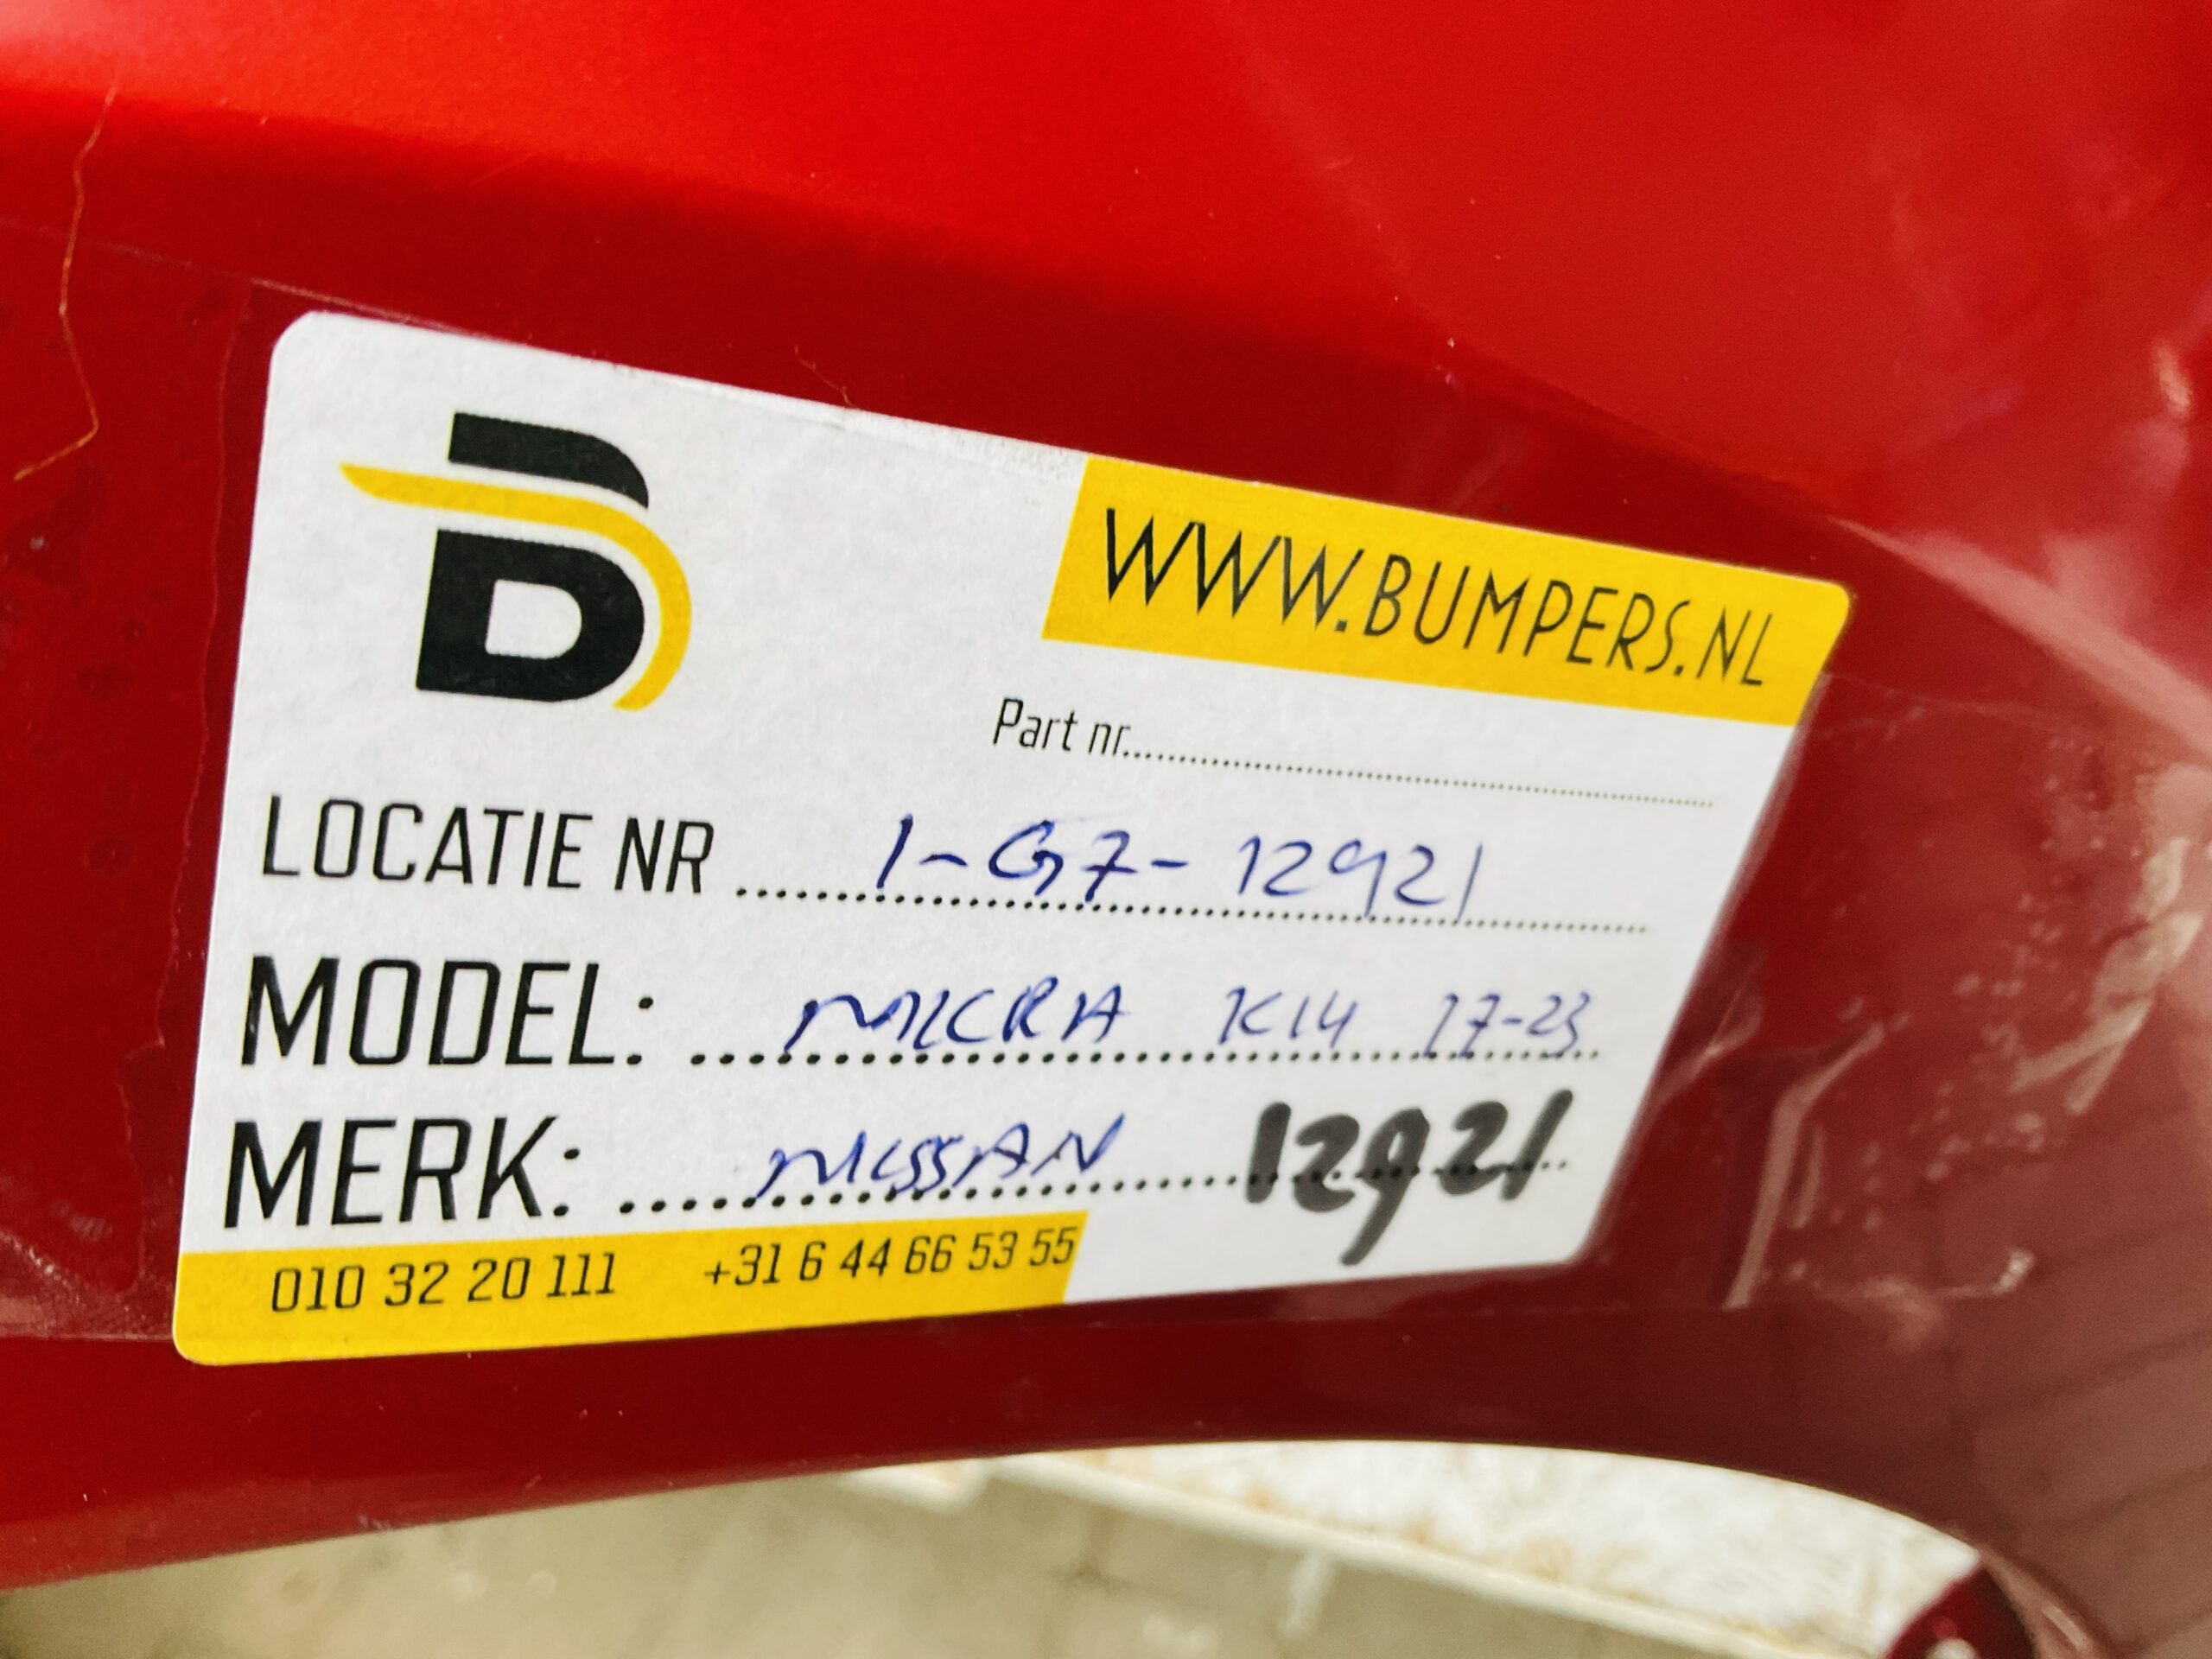 B
WWW.BUMPERS.NL
Part nr...
LOCATIE NR ... 1-G7-12921
MODEL: ... MICRA K14 17-23
MERK: ... NISSAN 12921
010 32 20 111 +31 6 44 66 53 55